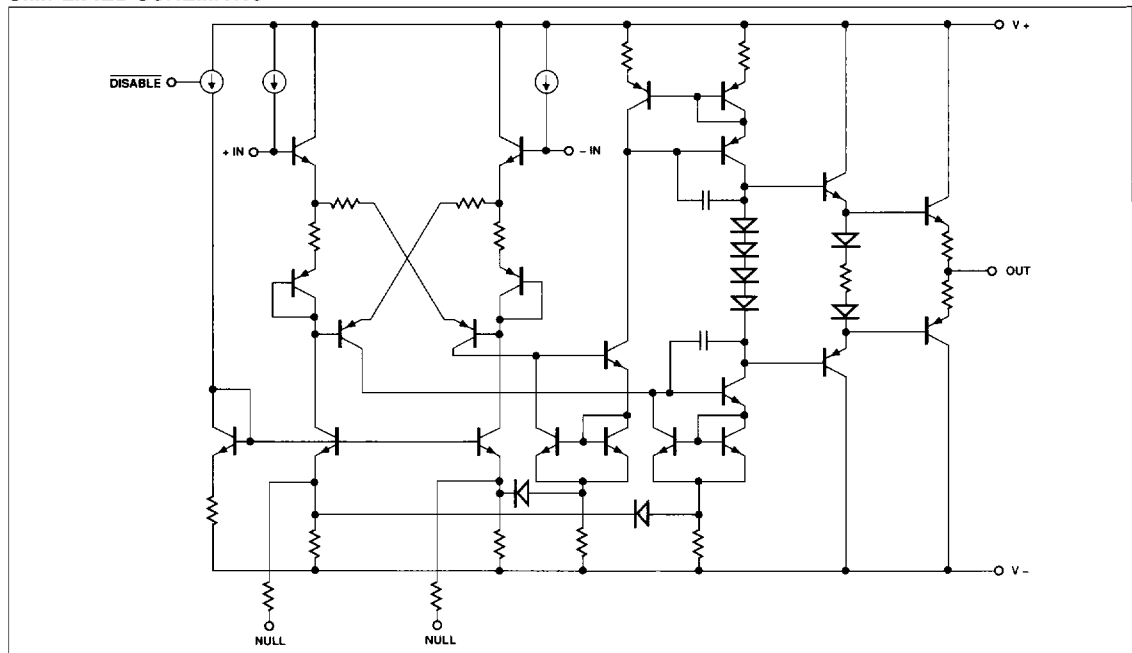 V +
DISABLE
+ IN
– IN
OUT
V –
NULL
NULL